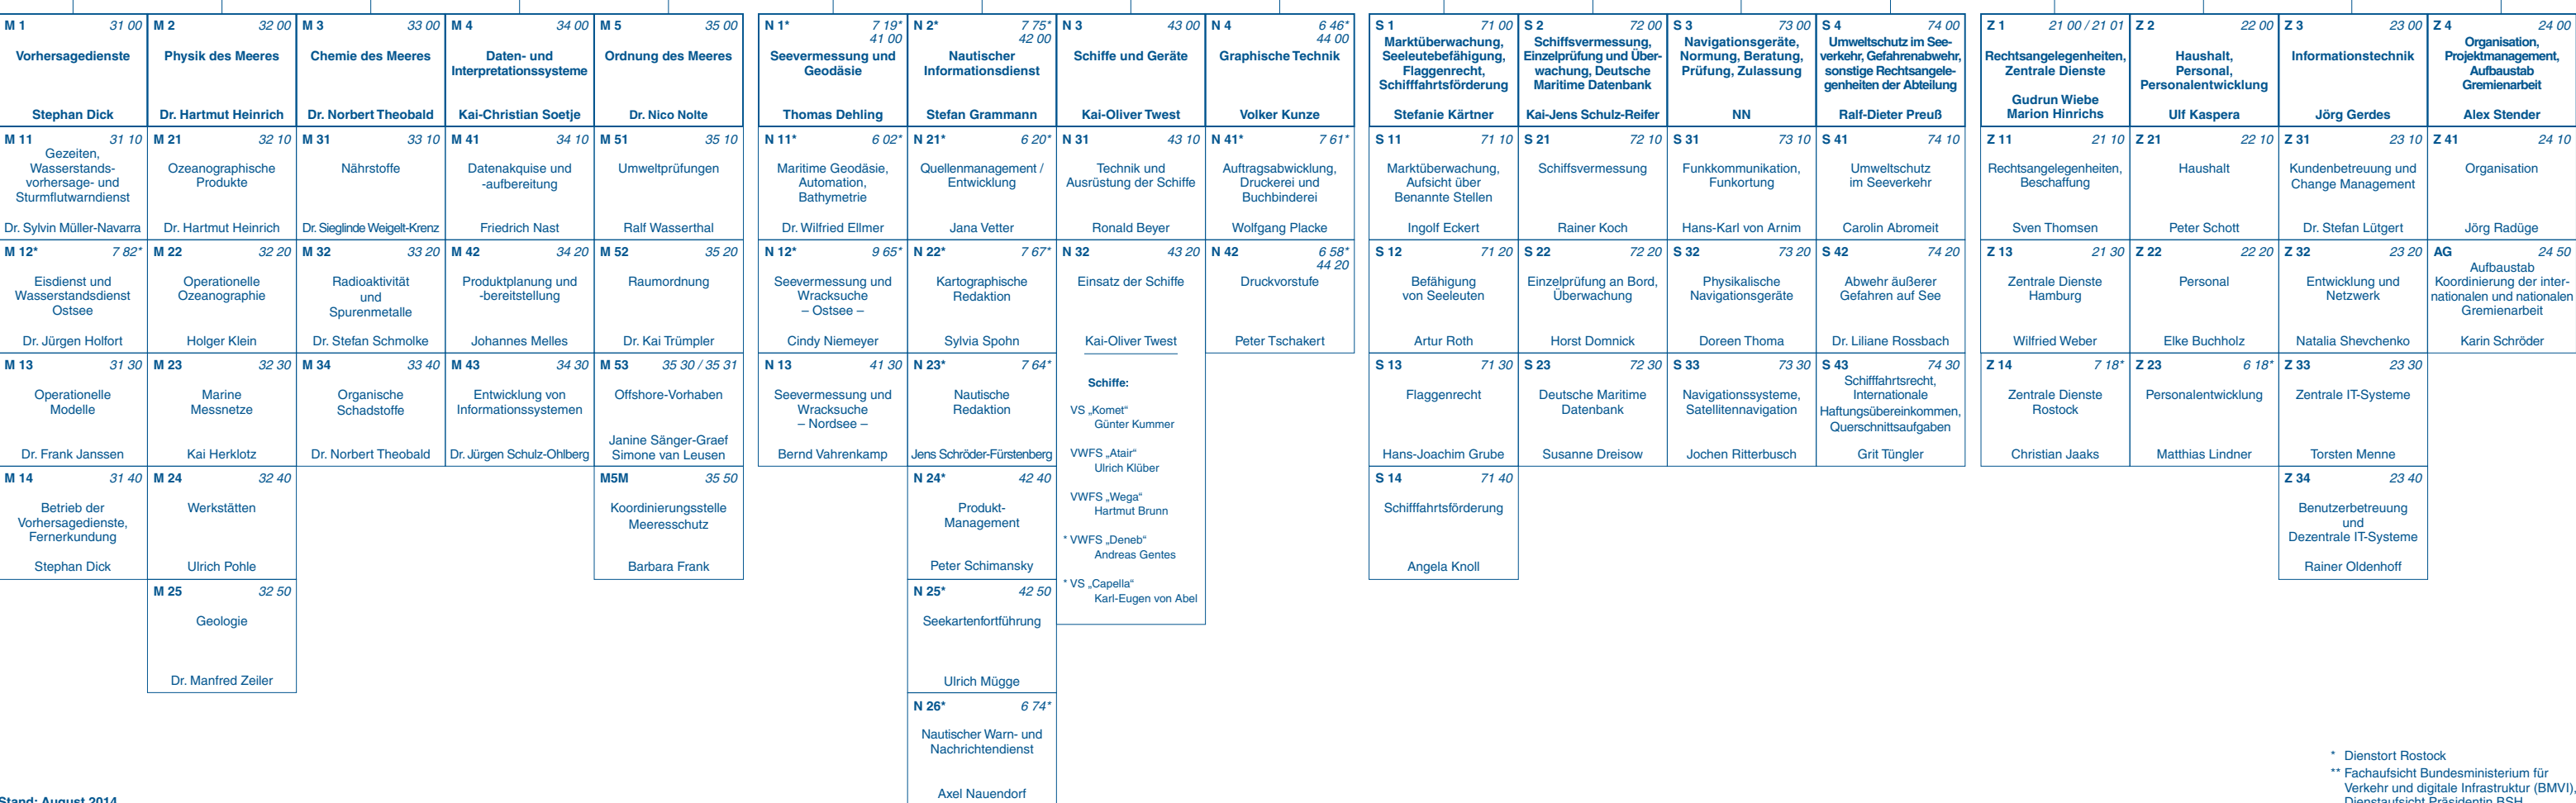 M 1 31 00
Vorhersagedienste
Stephan Dick
M 11 31 10
Gezeiten,
Wasserstands-
vorhersage- und
Sturmflutwarndienst
Dr. Sylvin Müller-Navarra
M 12* 7 82*
Eisdienst und
Wasserstandsdienst
Ostsee
Dr. Jürgen Holfort
M 13 31 30
Operationelle
Modelle
Dr. Frank Janssen
M 14 31 40
Betrieb der
Vorhersagedienste,
Fernerkundung
Stephan Dick
M 2 32 00
Physik des Meeres
Dr. Hartmut Heinrich
M 21 32 10
Ozeanographische
Produkte
Dr. Hartmut Heinrich
M 22 32 20
Operationelle
Ozeanographie
Holger Klein
M 23 32 30
Marine
Messnetze
Kai Herklotz
M 24 32 40
Werkstätten
Ulrich Pohle
M 25 32 50
Geologie
Dr. Manfred Zeiler
M 3 33 00
Chemie des Meeres
Dr. Norbert Theobald
M 31 33 10
Nährstoffe
Dr. Sieglinde Weigelt-Krenz
M 32 33 20
Radioaktivität
und
Spurenmetalle
Dr. Stefan Schmolke
M 34 33 40
Organische
Schadstoffe
Dr. Norbert Theobald
M 4 34 00
Daten- und
Interpretationssysteme
Kai-Christian Soetje
M 41 34 10
Datenakquise und
-aufbereitung
Friedrich Nast
M 42 34 20
Produktplanung und
-bereitstellung
Johannes Melles
M 43 34 30
Entwicklung von
Informationssystemen
Dr. Jürgen Schulz-Ohlberg
M 5 35 00
Ordnung des Meeres
Dr. Nico Nolte
M 51 35 10
Umweltprüfungen
Ralf Wasserthal
M 52 35 20
Raumordnung
Dr. Kai Trümpler
M 53 35 30 / 35 31
Offshore-Vorhaben
Janine Sänger-Graef
Simone van Leusen
M5M 35 50
Koordinierungsstelle
Meeresschutz
Barbara Frank
N 1* 7 19*
41 00
Seevermessung und
Geodäsie
Thomas Dehling
N 11* 6 02*
Maritime Geodäsie,
Automation,
Bathymetrie
Dr. Wilfried Ellmer
N 12* 9 65*
Seevermessung und
Wracksuche
– Ostsee –
Cindy Niemeyer
N 13 41 30
Seevermessung und
Wracksuche
– Nordsee –
Bernd Vahrenkamp
N 2* 7 75*
42 00
Nautischer
Informationsdienst
Stefan Grammann
N 21* 6 20*
Quellenmanagement /
Entwicklung
Jana Vetter
N 22* 7 67*
Kartographische
Redaktion
Sylvia Spohn
N 23* 7 64*
Nautische
Redaktion
Jens Schröder-Fürstenberg
N 24* 42 40
Produkt-
Management
Peter Schimansky
N 25* 42 50
Seekartenfortführung
Ulrich Mügge
N 26* 6 74*
Nautischer Warn- und
Nachrichtendienst
Axel Nauendorf
N 3 43 00
Schiffe und Geräte
Kai-Oliver Twest
N 31 43 10
Technik und
Ausrüstung der Schiffe
Ronald Beyer
N 32 43 20
Einsatz der Schiffe
Kai-Oliver Twest
Schiffe:
VS „Komet“
Günter Kummer
VWFS „Atair“
Ulrich Klüber
VWFS „Wega“
Hartmut Brunn
* VWFS „Deneb“
Andreas Gentes
* VS „Capella“
Karl-Eugen von Abel
N 4 6 46*
44 00
Graphische Technik
Volker Kunze
N 41* 7 61*
Auftragsabwicklung,
Druckerei und
Buchbinderei
Wolfgang Placke
N 42 6 58*
44 20
Druckvorstufe
Peter Tschakert
S 1 71 00
Marktüberwachung,
Seeleutebefähigung,
Flaggenrecht,
Schifffahrtsförderung
Stefanie Kärtner
S 11 71 10
Marktüberwachung,
Aufsicht über
Benannte Stellen
Ingolf Eckert
S 12 71 20
Befähigung
von Seeleuten
Artur Roth
S 13 71 30
Flaggenrecht
Hans-Joachim Grube
S 14 71 40
Schifffahrtsförderung
Angela Knoll
S 2 72 00
Schiffsvermessung,
Einzelprüfung und Über-
wachung, Deutsche
Maritime Datenbank
Kai-Jens Schulz-Reifer
S 21 72 10
Schiffsvermessung
Rainer Koch
S 22 72 20
Einzelprüfung an Bord,
Überwachung
Horst Domnick
S 23 72 30
Deutsche Maritime
Datenbank
Susanne Dreisow
S 3 73 00
Navigationsgeräte,
Normung, Beratung,
Prüfung, Zulassung
NN
S 31 73 10
Funkkommunikation,
Funkortung
Hans-Karl von Arnim
S 32 73 20
Physikalische
Navigationsgeräte
Doreen Thoma
S 33 73 30
Navigationssysteme,
Satellitennavigation
Jochen Ritterbusch
S 4 74 00
Umweltschutz im See-
verkehr, Gefahrenabwehr,
sonstige Rechtsangele-
genheiten der Abteilung
Ralf-Dieter Preuß
S 41 74 10
Umweltschutz
im Seeverkehr
Carolin Abromeit
S 42 74 20
Abwehr äußerer
Gefahren auf See
Dr. Liliane Rossbach
S 43 74 30
Schifffahrtsrecht,
Internationale
Haftungsübereinkommen,
Querschnittsaufgaben
Grit Tüngler
Z 1 21 00 / 21 01
Rechtsangelegenheiten,
Zentrale Dienste
Gudrun Wiebe
Marion Hinrichs
Z 11 21 10
Rechtsangelegenheiten,
Beschaffung
Sven Thomsen
Z 13 21 30
Zentrale Dienste
Hamburg
Wilfried Weber
Z 14 7 18*
Zentrale Dienste
Rostock
Christian Jaaks
Z 2 22 00
Haushalt,
Personal,
Personalentwicklung
Ulf Kaspera
Z 21 22 10
Haushalt
Peter Schott
Z 22 22 20
Personal
Elke Buchholz
Z 23 6 18*
Personalentwicklung
Matthias Lindner
Z 3 23 00
Informationstechnik
Jörg Gerdes
Z 31 23 10
Kundenbetreuung und
Change Management
Dr. Stefan Lütgert
Z 32 23 20
Entwicklung und
Netzwerk
Natalia Shevchenko
Z 33 23 30
Zentrale IT-Systeme
Torsten Menne
Z 34 23 40
Benutzerbetreuung
und
Dezentrale IT-Systeme
Rainer Oldenhoff
Z 4 24 00
Organisation,
Projektmanagement,
Aufbaustab
Gremienarbeit
Alex Stender
Z 41 24 10
Organisation
Jörg Radüge
AG 24 50
Aufbaustab
Koordinierung der inter-
nationalen und nationalen
Gremienarbeit
Karin Schröder
* Dienstort Rostock
** Fachaufsicht Bundesministerium für
Verkehr und digitale Infrastruktur (BMVI),
Dienstaufsicht Präsidentin BSH
Stand: August 2014